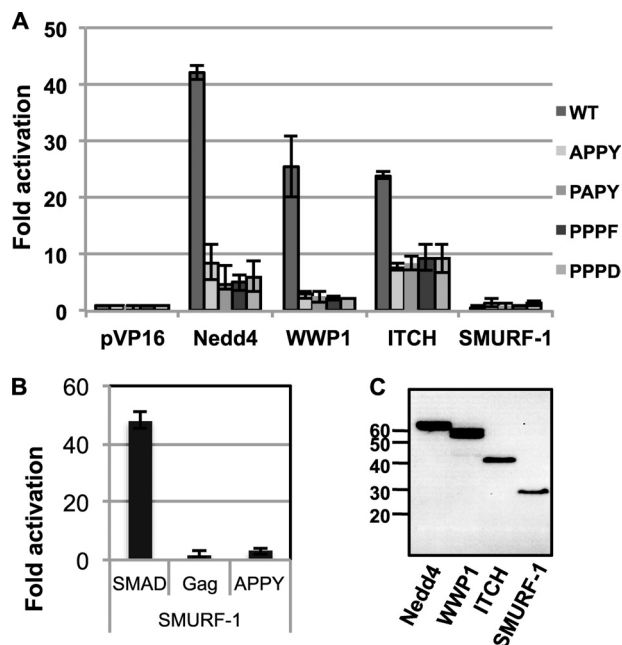 A
50
40
30
20
10
0
Fold activation
pVP16 Nedd4 WWP1 ITCH SMURF-1
WT
APPY
PAPY
PPPF
PPPD
B
60
40
20
0
Fold activation
SMAD Gag APPY
SMURF-1
C
60
50
40
30
20
Nedd4 WWP1 ITCH SMURF-1